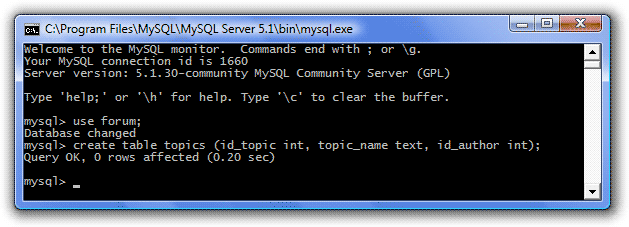 C:\Program Files\MySQL\MySQL Server 5.1\bin\mysql.exe
Welcome to the MySQL monitor.  Commands end with ; or \g.
Your MySQL connection id is 1660
Server version: 5.1.30-community MySQL Community Server (GPL)
Type 'help;' or '\h' for help. Type '\c' to clear the buffer.
mysql> use forum;
Database changed
mysql> create table topics (id_topic int, topic_name text, id_author int);
Query OK, 0 rows affected (0.20 sec)
mysql> _